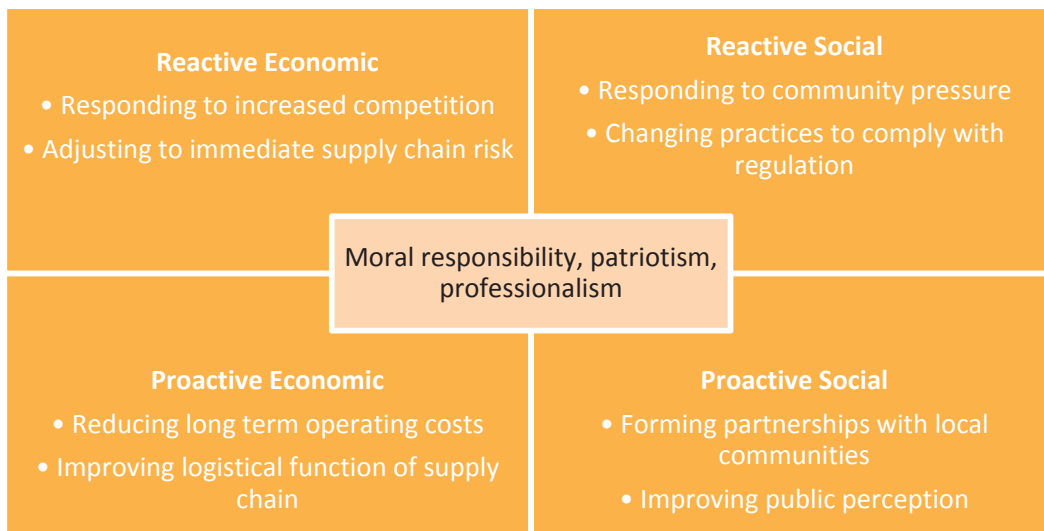 Reactive Economic
• Responding to increased competition
• Adjusting to immediate supply chain risk
Reactive Social
• Responding to community pressure
• Changing practices to comply with
regulation
Moral responsibility, patriotism,
professionalism
Proactive Economic
• Reducing long term operating costs
• Improving logistical function of supply
chain
Proactive Social
• Forming partnerships with local
communities
• Improving public perception